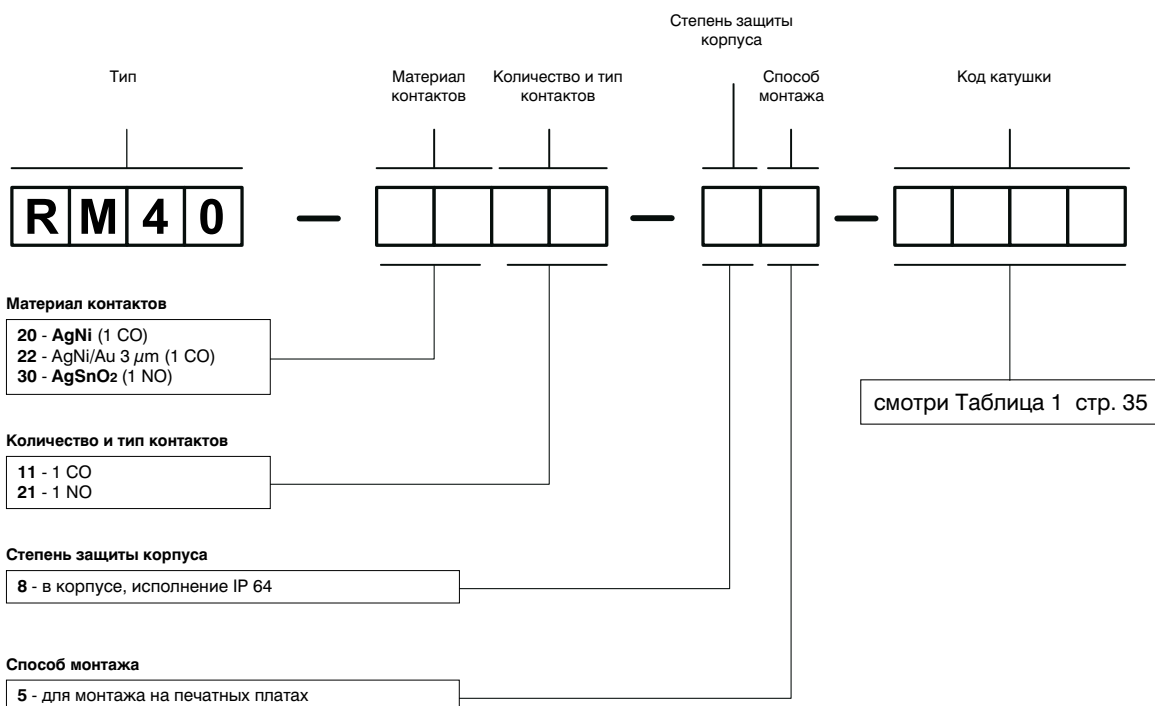 Степень защиты
корпуса
Тип
Материал
контактов
Количество и тип
контактов
Способ
монтажа
Код катушки
RM40 — — —
Материал контактов
20 - AgNi (1 CO)
22 - AgNi/Au 3 μm (1 CO)
30 - AgSnO2 (1 NO)
смотри Таблица 1 стр. 35
Количество и тип контактов
11 - 1 CO
21 - 1 NO
Степень защиты корпуса
8 - в корпусе, исполнение IP 64
Способ монтажа
5 - для монтажа на печатных платах